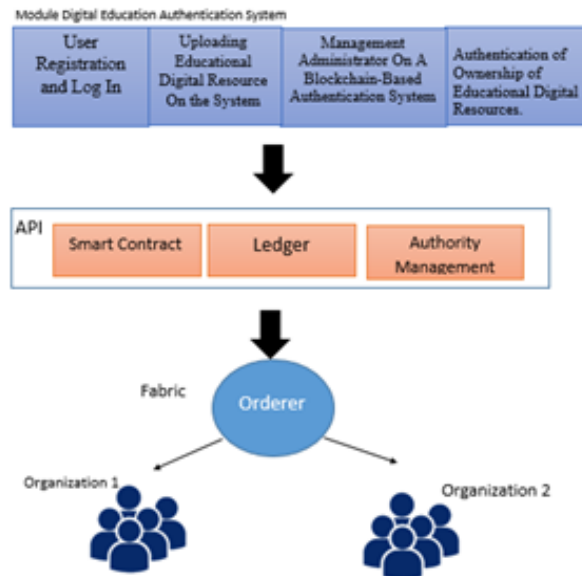 Module Digital Education Authentication System
User
Registration
and Log In
Uploading
Educational
Digital Resource
On the System
Management
Administrator On A
Blockchain-Based
Authentication System
Authentication of
Ownership of
Educational Digital
Resources.
API
Smart Contract
Ledger
Authority
Management
Fabric
Orderer
Organization 1
Organization 2